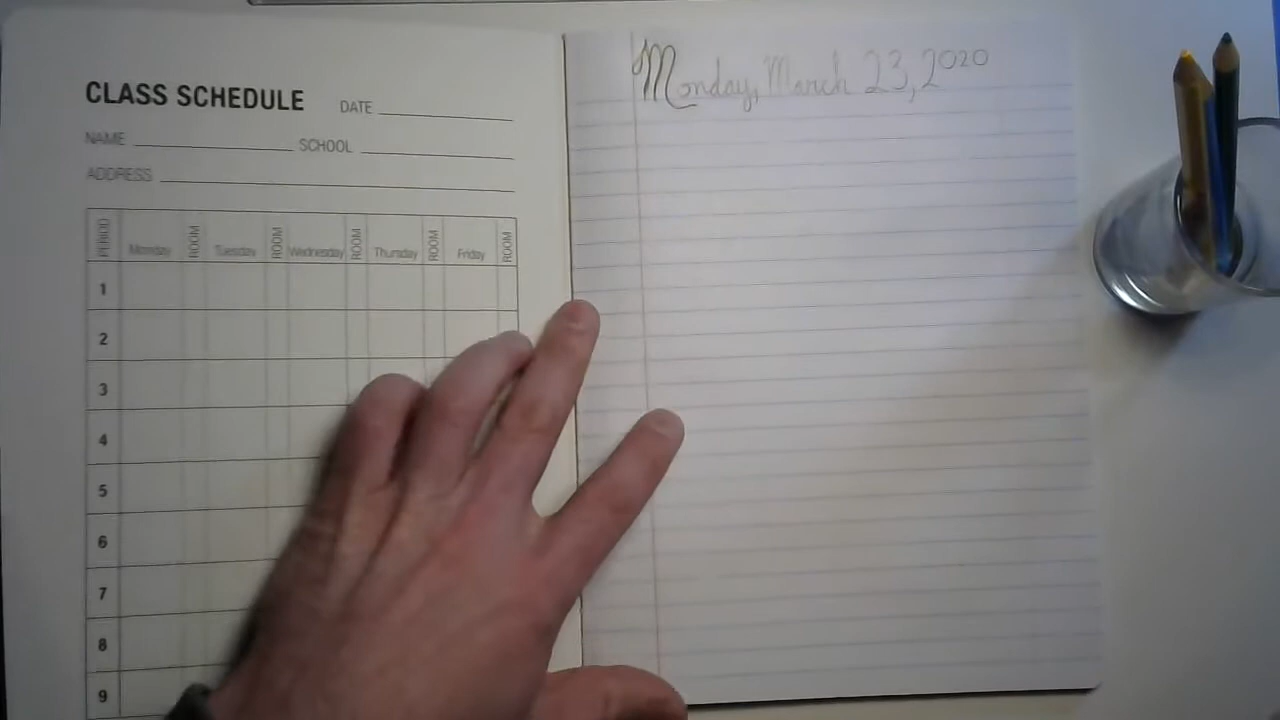 Monday, March 23, 2020
CLASS SCHEDULE DATE
NAME SCHOOL
ADDRESS
PERIOD Monday ROOM Tuesday ROOM Wednesday ROOM Thursday ROOM Friday ROOM
1
2
3
4
5
6
7
8
9